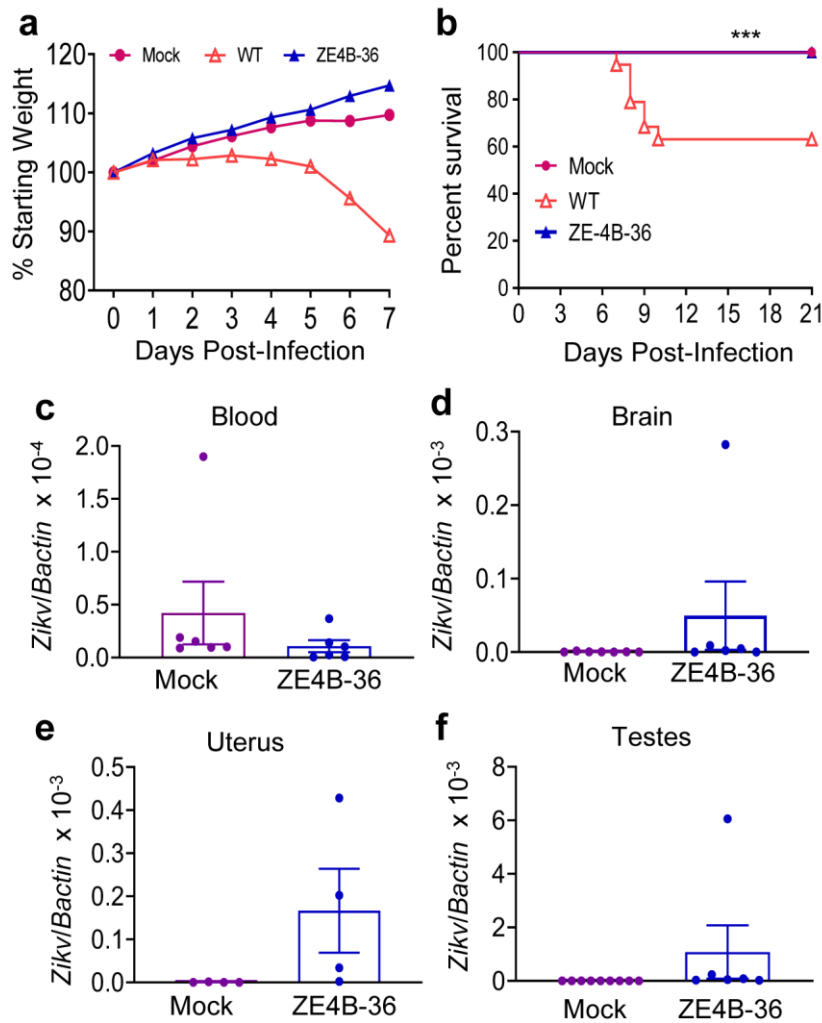 a
Mock WT ZE4B-36
% Starting Weight
120
110
100
90
80
0 1 2 3 4 5 6 7
Days Post-Infection
b
***
Percent survival
100
80
60
40
20
0
Mock
WT
ZE-4B-36
0 3 6 9 12 15 18 21
Days Post-Infection
c
Blood
Zikv/Bactin x 10-4
2.0
1.5
1.0
0.5
0.0
Mock ZE4B-36
d
Brain
Zikv/Bactin x 10-3
0.3
0.2
0.1
0.0
Mock ZE4B-36
e
Uterus
Zikv/Bactin x 10-3
0.5
0.4
0.3
0.2
0.1
0.0
Mock ZE4B-36
f
Testes
Zikv/Bactin x 10-3
8
6
4
2
0
Mock ZE4B-36